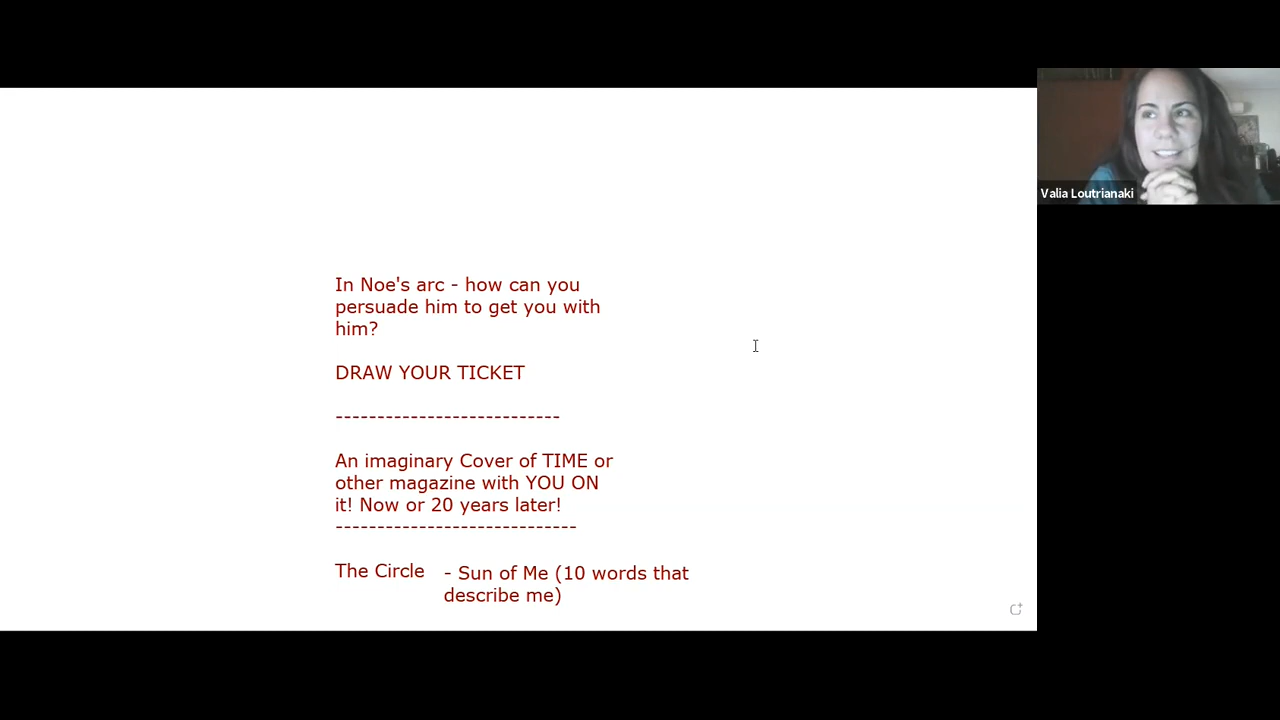 In Noe's arc - how can you
persuade him to get you with
him?
DRAW YOUR TICKET
--------------------------
An imaginary Cover of TIME or
other magazine with YOU ON
it! Now or 20 years later!
----------------------------
The Circle - Sun of Me (10 words that
describe me)
Valia Loutrianaki